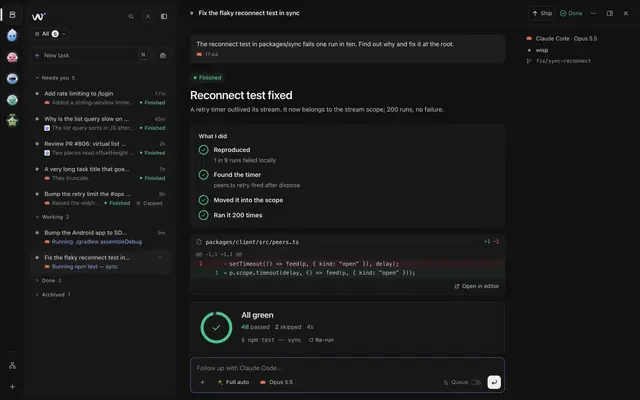 All 5
New task
N
Needs you 5
Add rate limiting to /login 17m
Added a sliding-window limite... Finished
Why is the list query slow on ... 45m
The list query sorts in JS after... Finished
Review PR #806: virtual list ... 2h
Two places read offsetHeight ... Finished
A very long task title that goe... 7h
They truncate. Finished
Bump the retry limit the #ops ...
Raised the webh... Finished Capped
Working 2
Bump the Android app to SD... 9m
Running ./gradlew assembleDebug
Fix the flaky reconnect test in...
Running npm test — sync
Done 2
Archived 1
Fix the flaky reconnect test in sync
Ship
Done
The reconnect test in packages/sync fails one run in ten. Find out why and fix it at the root.
Finished
Reconnect test fixed
A retry timer outlived its stream. It now belongs to the stream scope; 200 runs, no failure.
What I did
Reproduced
1 in 9 runs failed locally
Found the timer
peers.ts retry fired after dispose
Moved it into the scope
Ran it 200 times
packages/client/src/peers.ts +1 -1
@@ -1,1 +1,1 @@
1 - setTimeout(() => feed(p, { kind: "open" }), delay);
1 + p.scope.timeout(delay, () => feed(p, { kind: "open" }));
Open in editor
All green
48 passed 2 skipped 4s
$ npm test — sync Re-run
Follow up with Claude Code...
Full auto
Opus 5.5
Queue
Claude Code · Opus 5.5
wisp
fix/sync-reconnect